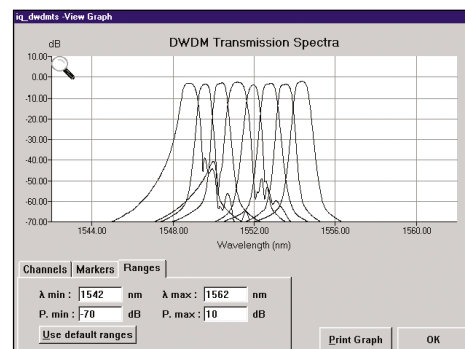 iq_dwdmts -View Graph
dB
DWDM Transmission Spectra
10.00
0.00
-10.00
-20.00
-30.00
-40.00
-50.00
-60.00
-70.00
1544.00 1548.00 1552.00 1556.00 1560.00
Wavelength (nm)
Channels Markers Ranges
λ min : 1542 nm λ max : 1562 nm
P. min : -70 dB P. max : 10 dB
Use default ranges
Print Graph OK